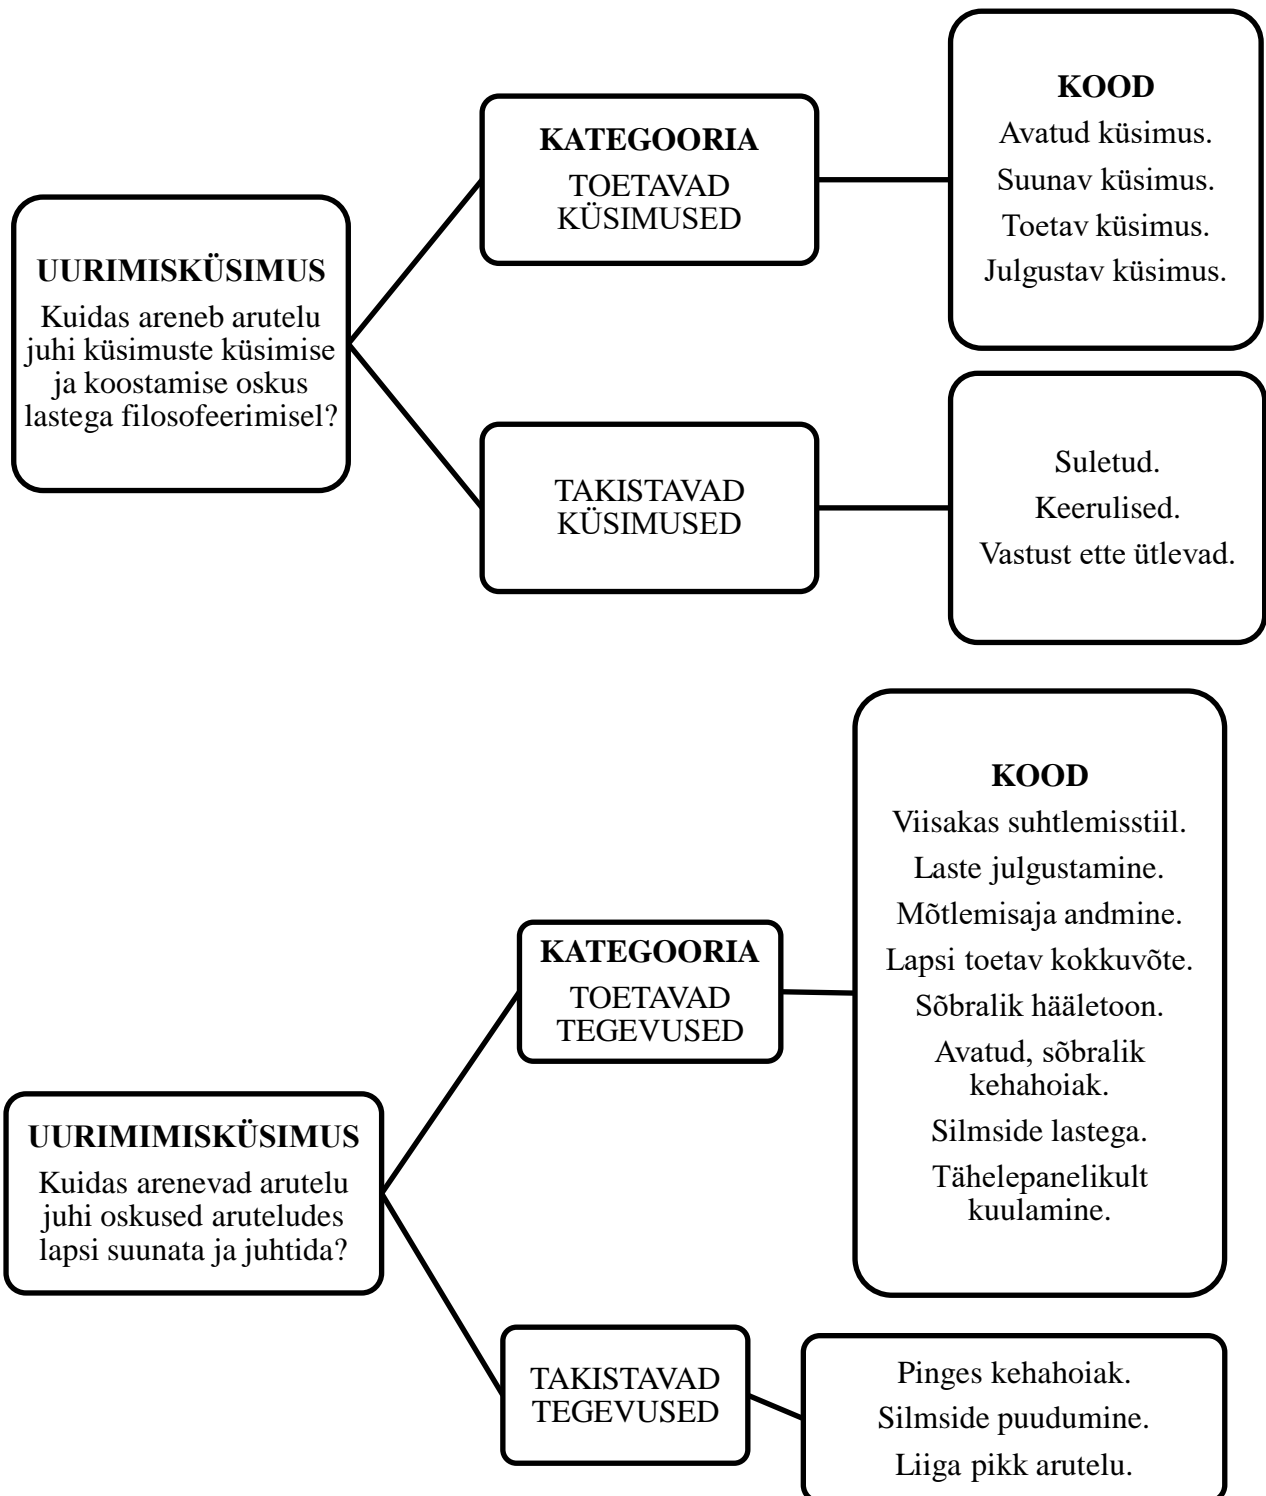 UURIMISKÜSIMUS
Kuidas areneb arutelu
juhi küsimuste küsimise
ja koostamise oskus
lastega filosofeerimisel?
KATEGOORIA
TOETAVAD
KÜSIMUSED
KOOD
Avatud küsimus.
Suunav küsimus.
Toetav küsimus.
Julgustav küsimus.
TAKISTAVAD
KÜSIMUSED
Suletud.
Keerulised.
Vastust ette ütlevad.
UURIMIMISKÜSIMUS
Kuidas arenevad arutelu
juhi oskused aruteludes
lapsi suunata ja juhtida?
KATEGOORIA
TOETAVAD
TEGEVUSED
KOOD
Viisakas suhtlemisstiil.
Laste julgustamine.
Mõtlemisaja andmine.
Lapsi toetav kokkuvõte.
Sõbralik hääletoon.
Avatud, sõbralik
kehahoiak.
Silmside lastega.
Tähelepanelikult
kuulamine.
TAKISTAVAD
TEGEVUSED
Pinges kehahoiak.
Silmside puudumine.
Liiga pikk arutelu.